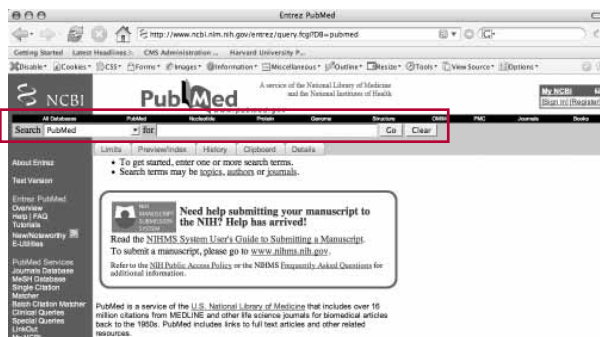 Entrez PubMed
http://www.ncbi.nlm.nih.gov/entrez/query.fcgi?DB=pubmed
Getting Started Latest Headlines CMS Administration ... Harvard University P...
Disable Cookies CSS Forms Images Information Miscellaneous Outline Resize Tools View Source Options
NCBI
PubMed
A service of the National Library of Medicine
and the National Institutes of Health
My NCBI
[Sign In] [Register]
All Databases PubMed Nucleotide Protein Genome Structure OMIM PMC Journals Books
Search PubMed for Go Clear
Limits Preview/Index History Clipboard Details
About Entrez
Text Version
Entrez PubMed
Overview
Help | FAQ
Tutorials
New/Noteworthy
E-Utilities
PubMed Services
Journals Database
MeSH Database
Single Citation
Matcher
Batch Citation Matcher
Clinical Queries
Special Queries
LinkOut
My NCBI
• To get started, enter one or more search terms.
• Search terms may be topics, authors or journals.
NIH
MANUSCRIPT
SUBMISSION
SYSTEM
Need help submitting your manuscript to
the NIH? Help has arrived!
Read the NIHMS System User's Guide to Submitting a Manuscript.
To submit a manuscript, please go to www.nihms.nih.gov.
Refer to the NIH Public Access Policy or the NIHMS Frequently Asked Questions for
additional information.
PubMed is a service of the U.S. National Library of Medicine that includes over 16
million citations from MEDLINE and other life science journals for biomedical articles
back to the 1950s. PubMed includes links to full text articles and other related
resources.